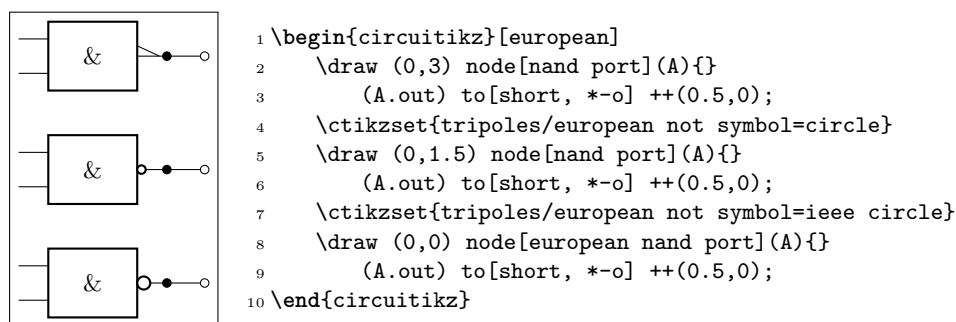 &
&
&
1 \begin{circuitikz}[european]
2     \draw (0,3) node[nand port](A){}
3         (A.out) to[short, *-o] ++(0.5,0);
4     \ctikzset{tripoles/european not symbol=circle}
5     \draw (0,1.5) node[nand port](A){}
6         (A.out) to[short, *-o] ++(0.5,0);
7     \ctikzset{tripoles/european not symbol=ieee circle}
8     \draw (0,0) node[european nand port](A){}
9         (A.out) to[short, *-o] ++(0.5,0);
10 \end{circuitikz}